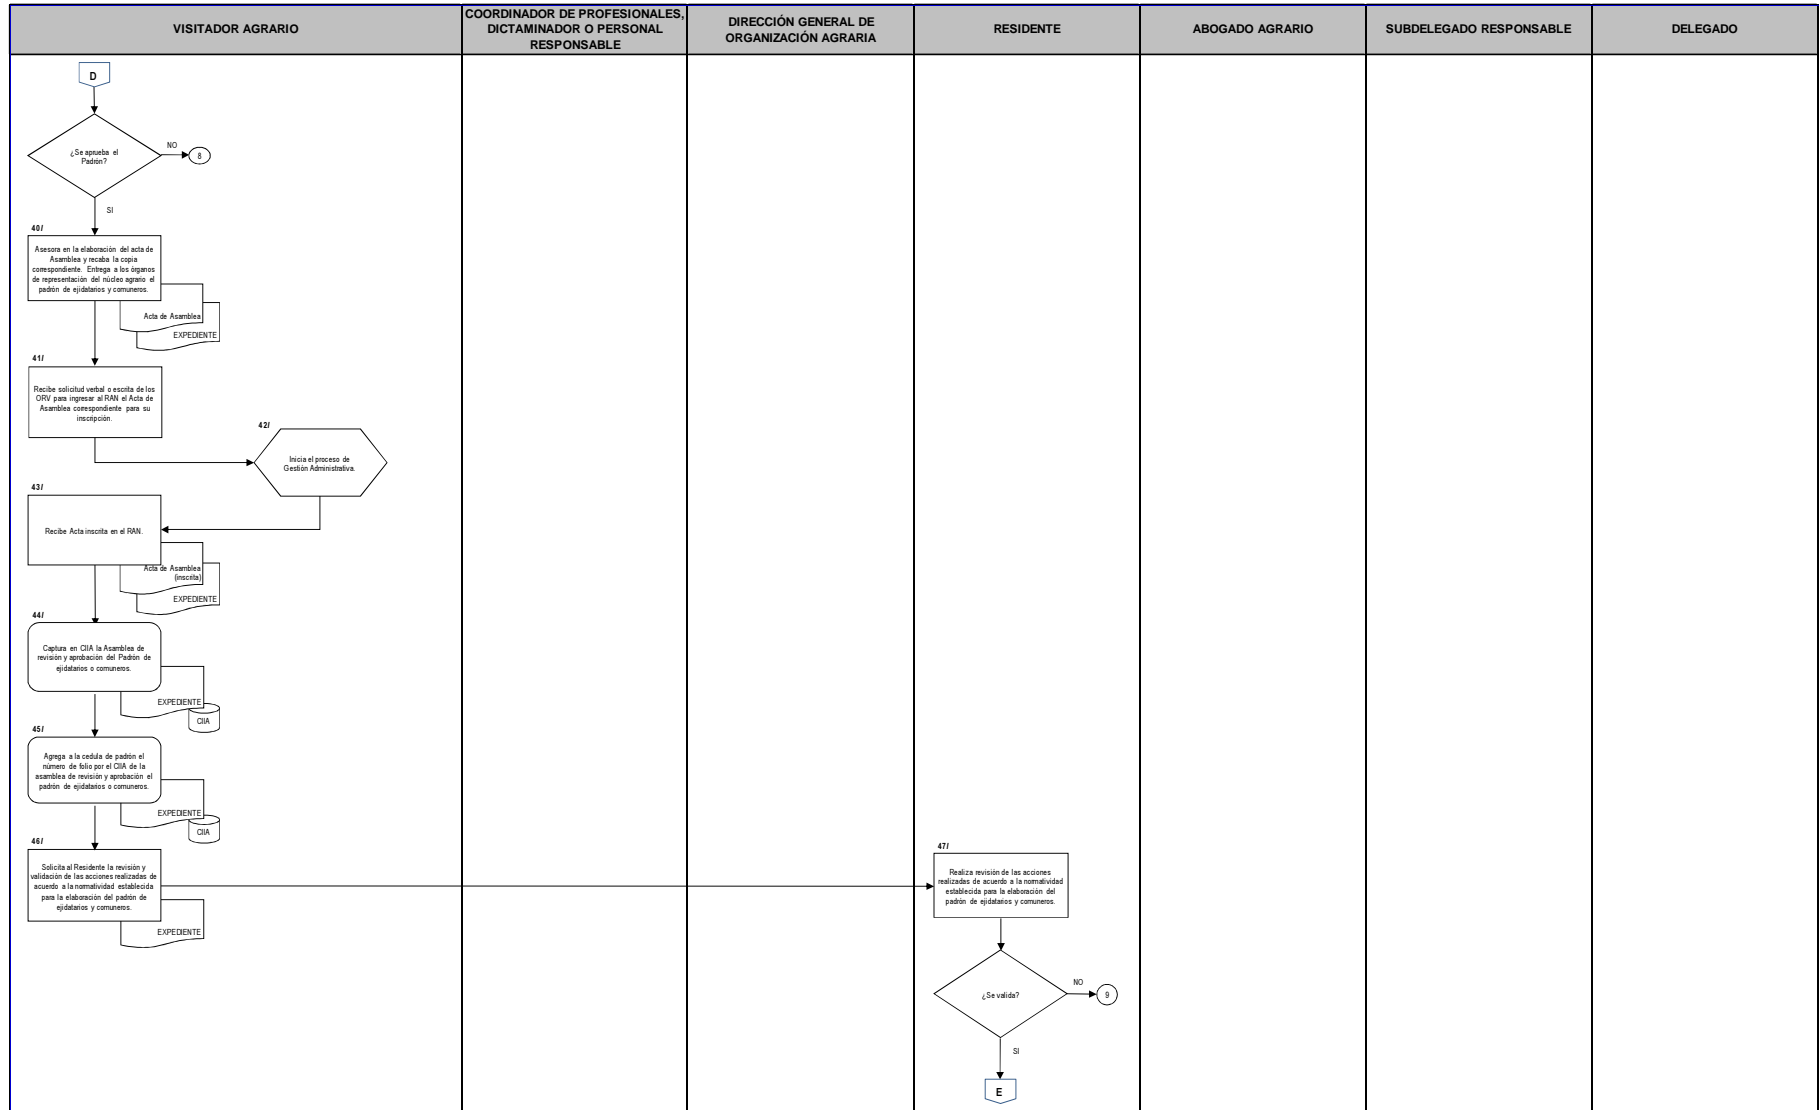 VISITADOR AGRARIO
COORDINADOR DE PROFESIONALES,
DICTAMINADOR O PERSONAL
RESPONSABLE
DIRECCIÓN GENERAL DE
ORGANIZACIÓN AGRARIA
RESIDENTE
ABOGADO AGRARIO
SUBDELEGADO RESPONSABLE
DELEGADO
D
¿Se aprueba el
Padrón?
NO
8
SI
40/
Asesora en la elaboración del acta de
Asamblea y recaba la copia
correspondiente. Entrega a los órganos
de representación del núcleo agrario el
padrón de ejidatarios y comuneros.
Acta de Asamblea
EXPEDIENTE
41/
Recibe solicitud verbal o escrita de los
ORV para ingresar al RAN el Acta de
Asamblea correspondiente para su
inscripción.
42/
Inicia el proceso de
Gestión Administrativa.
43/
Recibe Acta inscrita en el RAN.
Acta de Asamblea
(inscrita)
EXPEDIENTE
44/
Captura en CIIA la Asamblea de
revisión y aprobación del Padrón de
ejidatarios o comuneros.
EXPEDIENTE
CIIA
45/
Agrega a la cedula de padrón el
número de folio por el CIIA de la
asamblea de revisión y aprobación el
padrón de ejidatarios o comuneros.
EXPEDIENTE
CIIA
46/
Solicita al Residente la revisión y
validación de las acciones realizadas de
acuerdo a la normatividad establecida
para la elaboración del padrón de
ejidatarios y comuneros.
EXPEDIENTE
47/
Realiza revisión de las acciones
realizadas de acuerdo a la normatividad
establecida para la elaboración del
padrón de ejidatarios y comuneros.
¿Se valida?
NO
9
SI
E